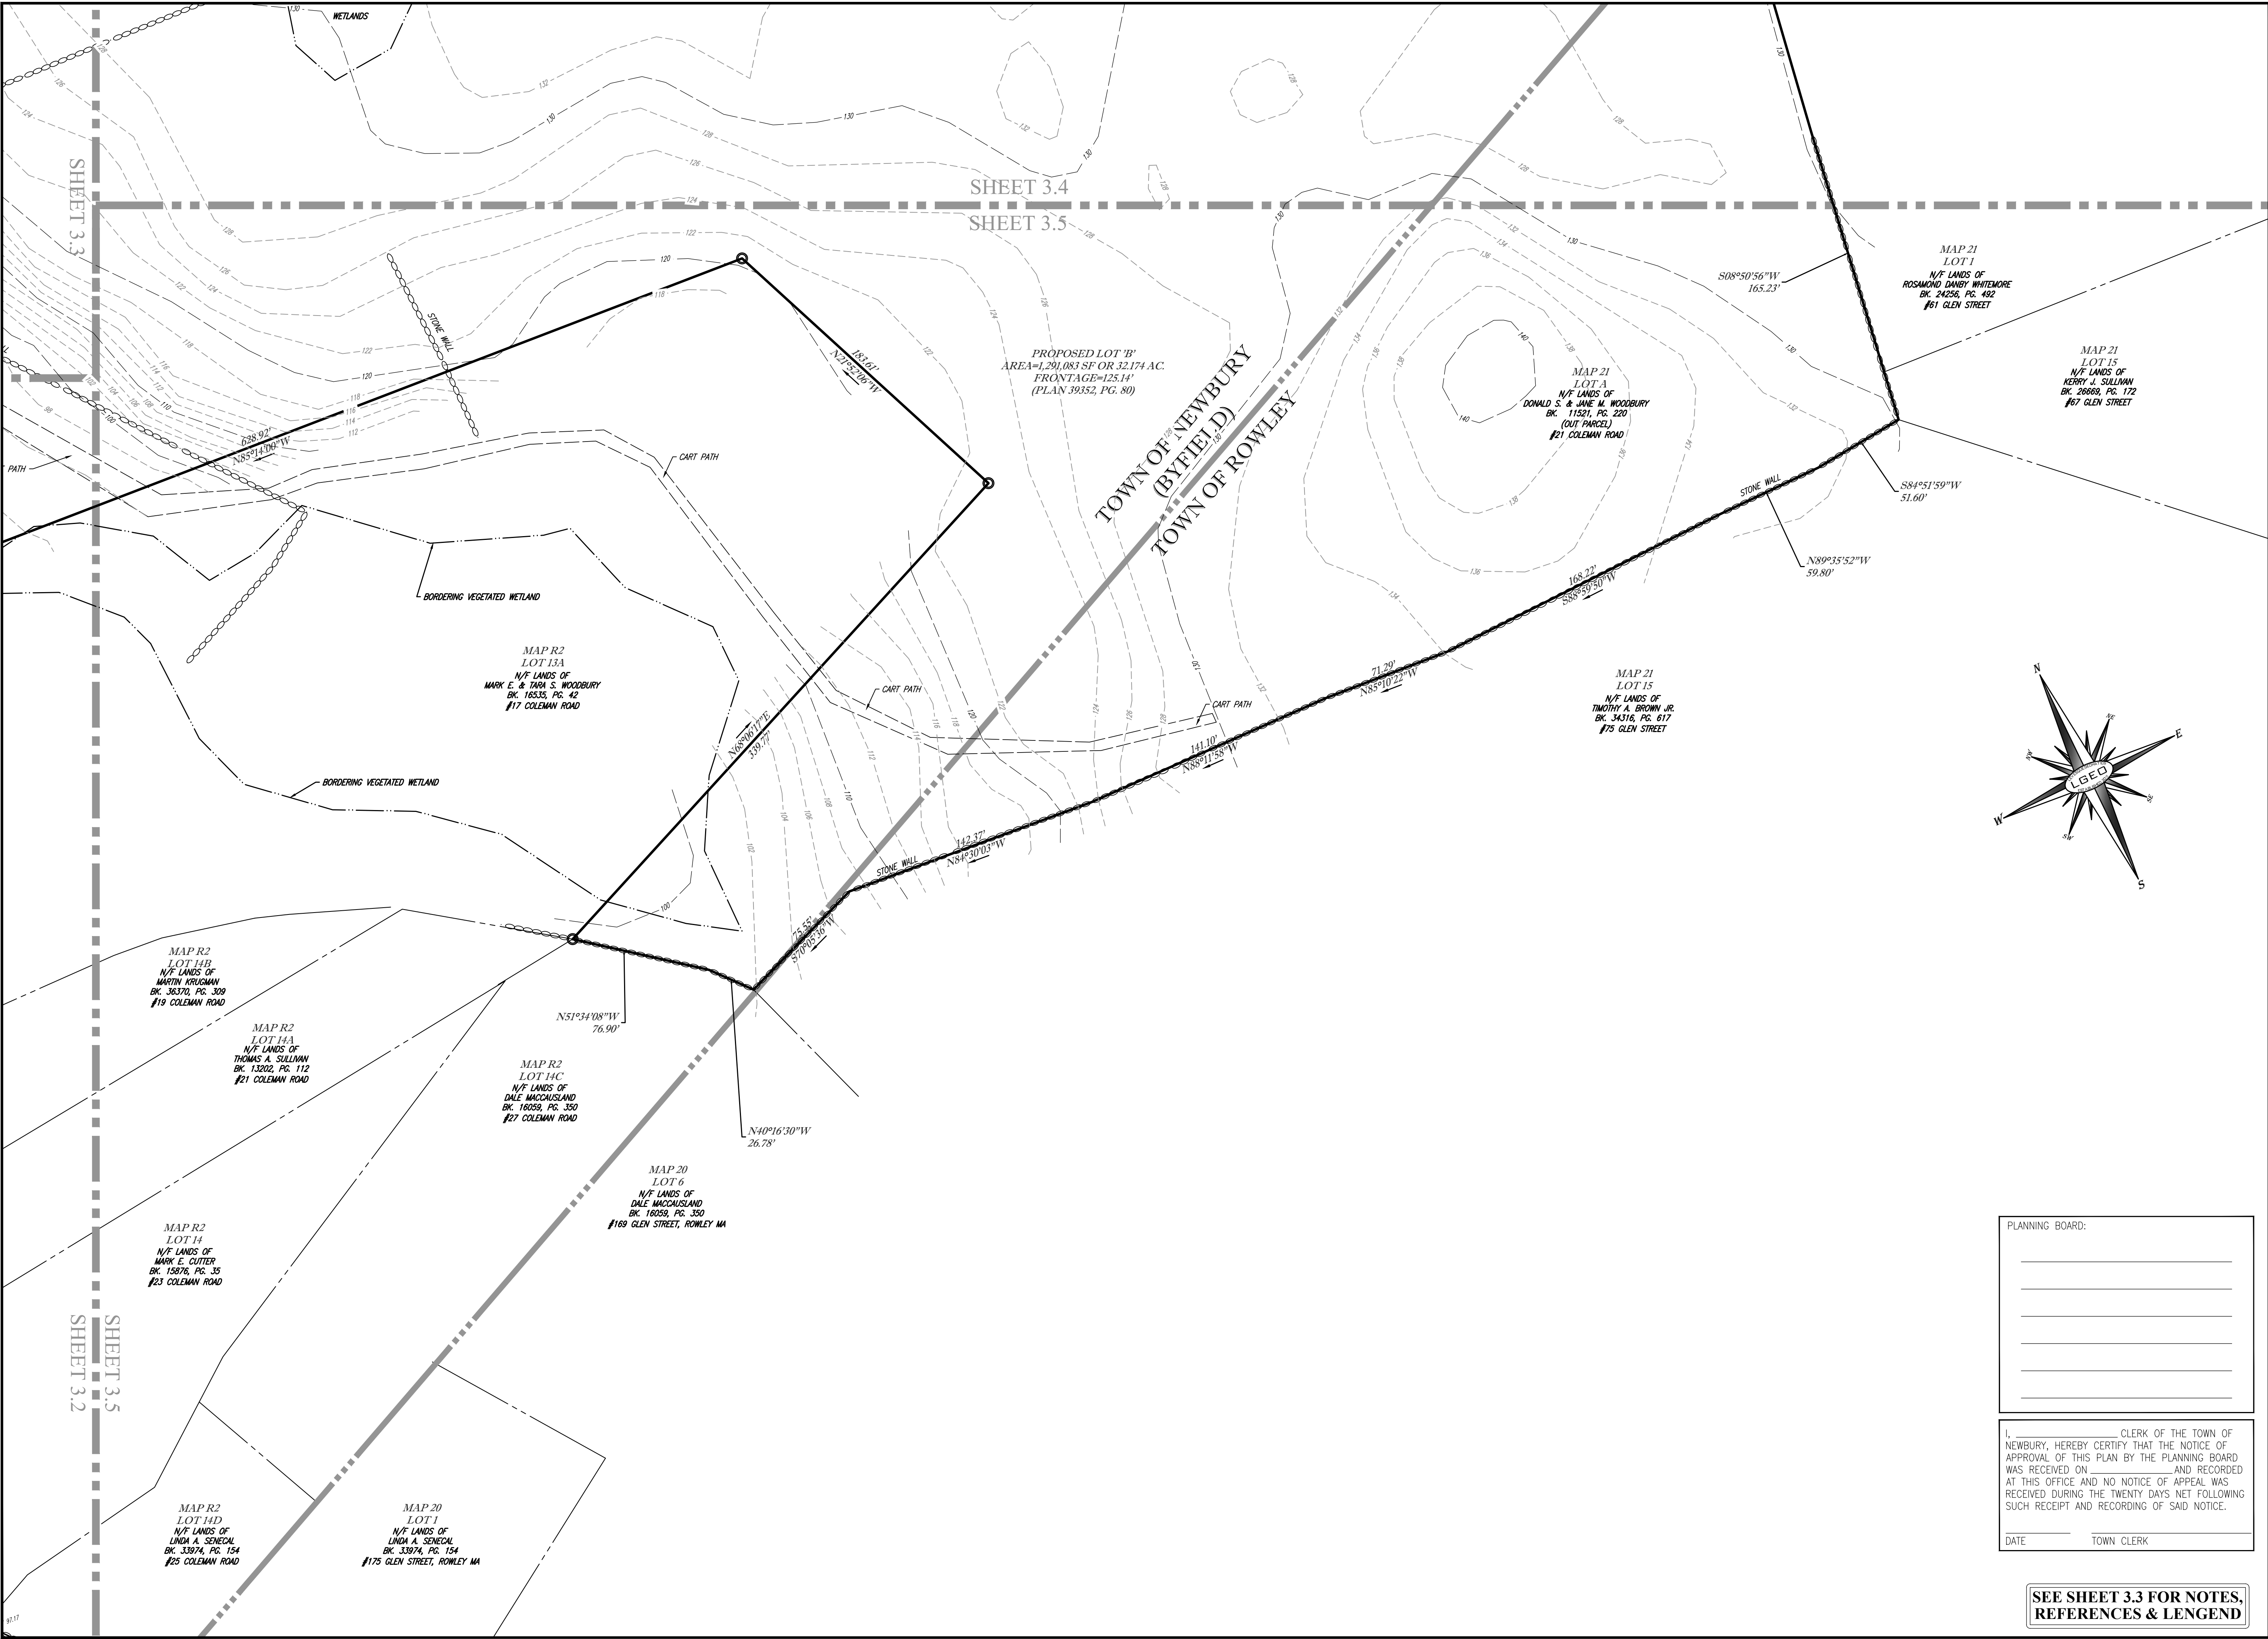 WETLANDS
SHEET 3.3
SHEET 3.4
SHEET 3.5
STONE WALL
628.92'
N85°14'00"W
183.61'
N21°52'06"W
PROPOSED LOT 'B'
AREA=1,291,083 SF OR 32.174 AC.
FRONTAGE=125.14'
(PLAN 39352, PG. 80)
TOWN OF NEWBURY
(BYFIELD)
TOWN OF ROWLEY
MAP 21
LOT A
N/F LANDS OF
DONALD S. & JANE M. WOODBURY
BK. 11521, PG. 220
(OUT PARCEL)
#21 COLEMAN ROAD
S08°50'56"W
165.23'
MAP 21
LOT 1
N/F LANDS OF
ROSAMOND DANBY WHITEMORE
BK. 24256, PG. 492
#61 GLEN STREET
MAP 21
LOT 15
N/F LANDS OF
KERRY J. SULLIVAN
BK. 26669, PG. 172
#67 GLEN STREET
PATH
CART PATH
BORDERING VEGETATED WETLAND
STONE WALL
S84°51'59"W
51.60'
N89°35'52"W
59.80'
168.22'
S88°59'50"W
MAP R2
LOT 13A
N/F LANDS OF
MARK E. & TARA S. WOODBURY
BK. 16535, PG. 42
#17 COLEMAN ROAD
71.29'
N85°10'22"W
MAP 21
LOT 15
N/F LANDS OF
TIMOTHY A. BROWN JR.
BK. 34316, PG. 617
#75 GLEN STREET
CART PATH
CART PATH
N68°06'17"E
339.77'
141.10'
N88°11'58"W
BORDERING VEGETATED WETLAND
142.37'
N84°30'03"W
STONE WALL
75.55'
S70°05'36"W
N
NE
E
SE
S
SW
W
NW
LGEO
MAP R2
LOT 14B
N/F LANDS OF
MARTIN KRUGMAN
BK. 36370, PG. 309
#19 COLEMAN ROAD
MAP R2
LOT 14A
N/F LANDS OF
THOMAS A. SULLIVAN
BK. 13202, PG. 112
#21 COLEMAN ROAD
N51°34'08"W
76.90'
MAP R2
LOT 14C
N/F LANDS OF
DALE MACCAUSLAND
BK. 16059, PG. 350
#27 COLEMAN ROAD
N40°16'30"W
26.78'
MAP 20
LOT 6
N/F LANDS OF
DALE MACCAUSLAND
BK. 16059, PG. 350
#169 GLEN STREET, ROWLEY MA
MAP R2
LOT 14
N/F LANDS OF
MARK E. CUTTER
BK. 15876, PG. 35
#23 COLEMAN ROAD
SHEET 3.2
SHEET 3.5
MAP R2
LOT 14D
N/F LANDS OF
LINDA A. SENECAL
BK. 33974, PG. 154
#25 COLEMAN ROAD
MAP 20
LOT 1
N/F LANDS OF
LINDA A. SENECAL
BK. 33974, PG. 154
#175 GLEN STREET, ROWLEY MA
97.17
PLANNING BOARD:
I, CLERK OF THE TOWN OF
NEWBURY, HEREBY CERTIFY THAT THE NOTICE OF
APPROVAL OF THIS PLAN BY THE PLANNING BOARD
WAS RECEIVED ON AND RECORDED
AT THIS OFFICE AND NO NOTICE OF APPEAL WAS
RECEIVED DURING THE TWENTY DAYS NET FOLLOWING
SUCH RECEIPT AND RECORDING OF SAID NOTICE.
DATE TOWN CLERK
SEE SHEET 3.3 FOR NOTES,
REFERENCES & LENGEND